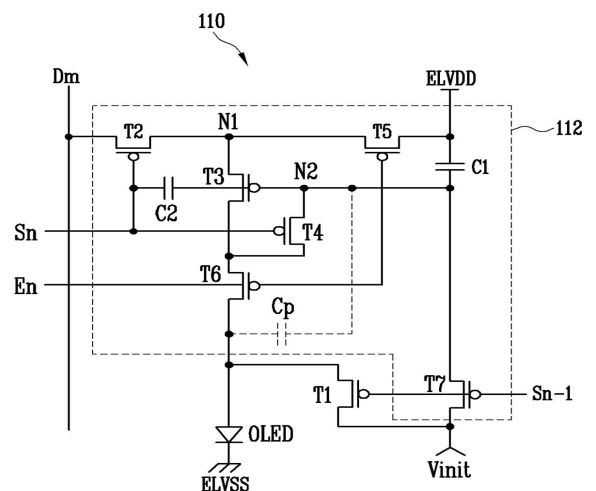 110
Dm
ELVDD
T2
N1
T5
112
C1
C2
T3
N2
Sn
T4
En
T6
Cp
T1
T7
Sn-1
OLED
ELVSS
Vinit